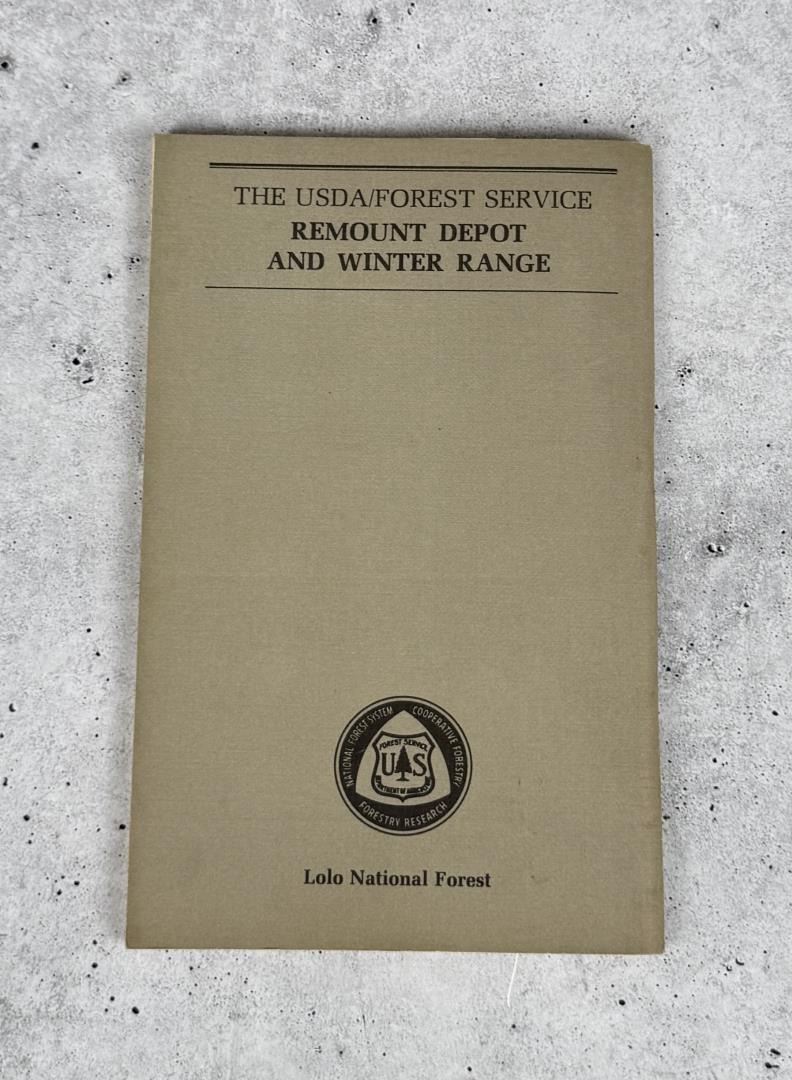 THE USDA/FOREST SERVICE
REMOUNT DEPOT
AND WINTER RANGE
NATIONAL FOREST SYSTEM
COOPERATIVE FORESTRY
FOREST SERVICE
U S
FORESTRY RESEARCH
Lolo National Forest